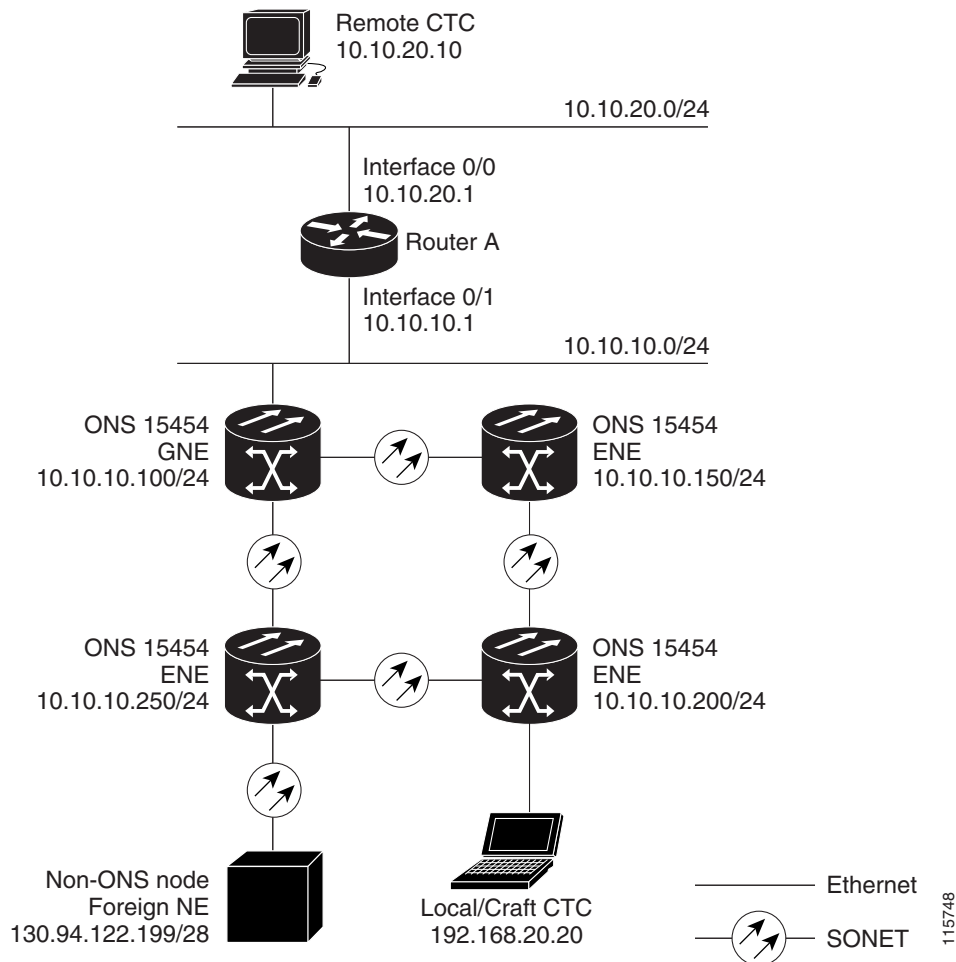 Remote CTC
10.10.20.10
10.10.20.0/24
Interface 0/0
10.10.20.1
Router A
Interface 0/1
10.10.10.1
10.10.10.0/24
ONS 15454
GNE
10.10.10.100/24
ONS 15454
ENE
10.10.10.150/24
ONS 15454
ENE
10.10.10.250/24
ONS 15454
ENE
10.10.10.200/24
Non-ONS node
Foreign NE
130.94.122.199/28
Local/Craft CTC
192.168.20.20
Ethernet
SONET
115748